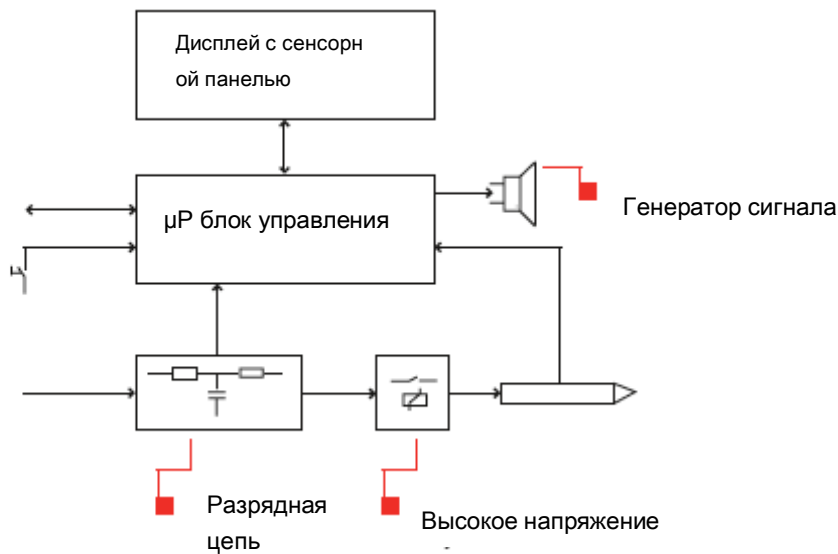 Дисплей с сенсорн
ой панелью
µP блок управления
Генератор сигнала
Разрядная
цепь
Высокое напряжение